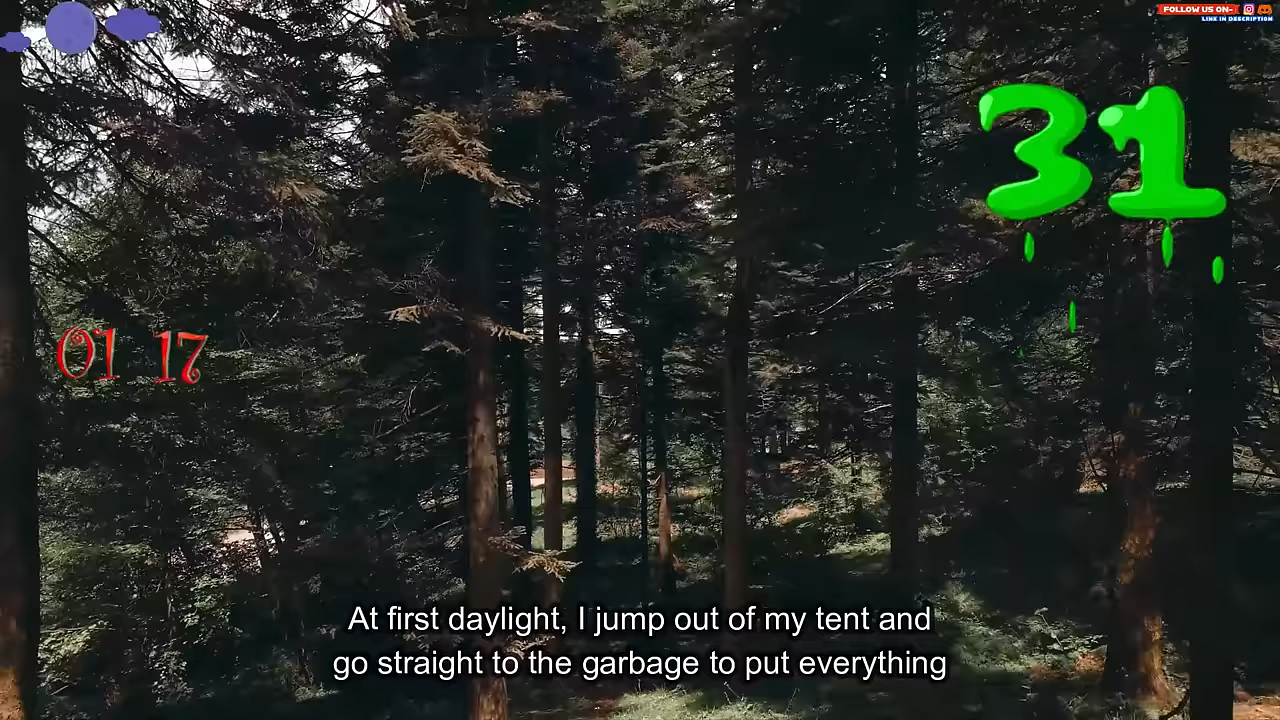 FOLLOW US ON-
LINK IN DESCRIPTION
31
01 17
At first daylight, I jump out of my tent and
go straight to the garbage to put everything